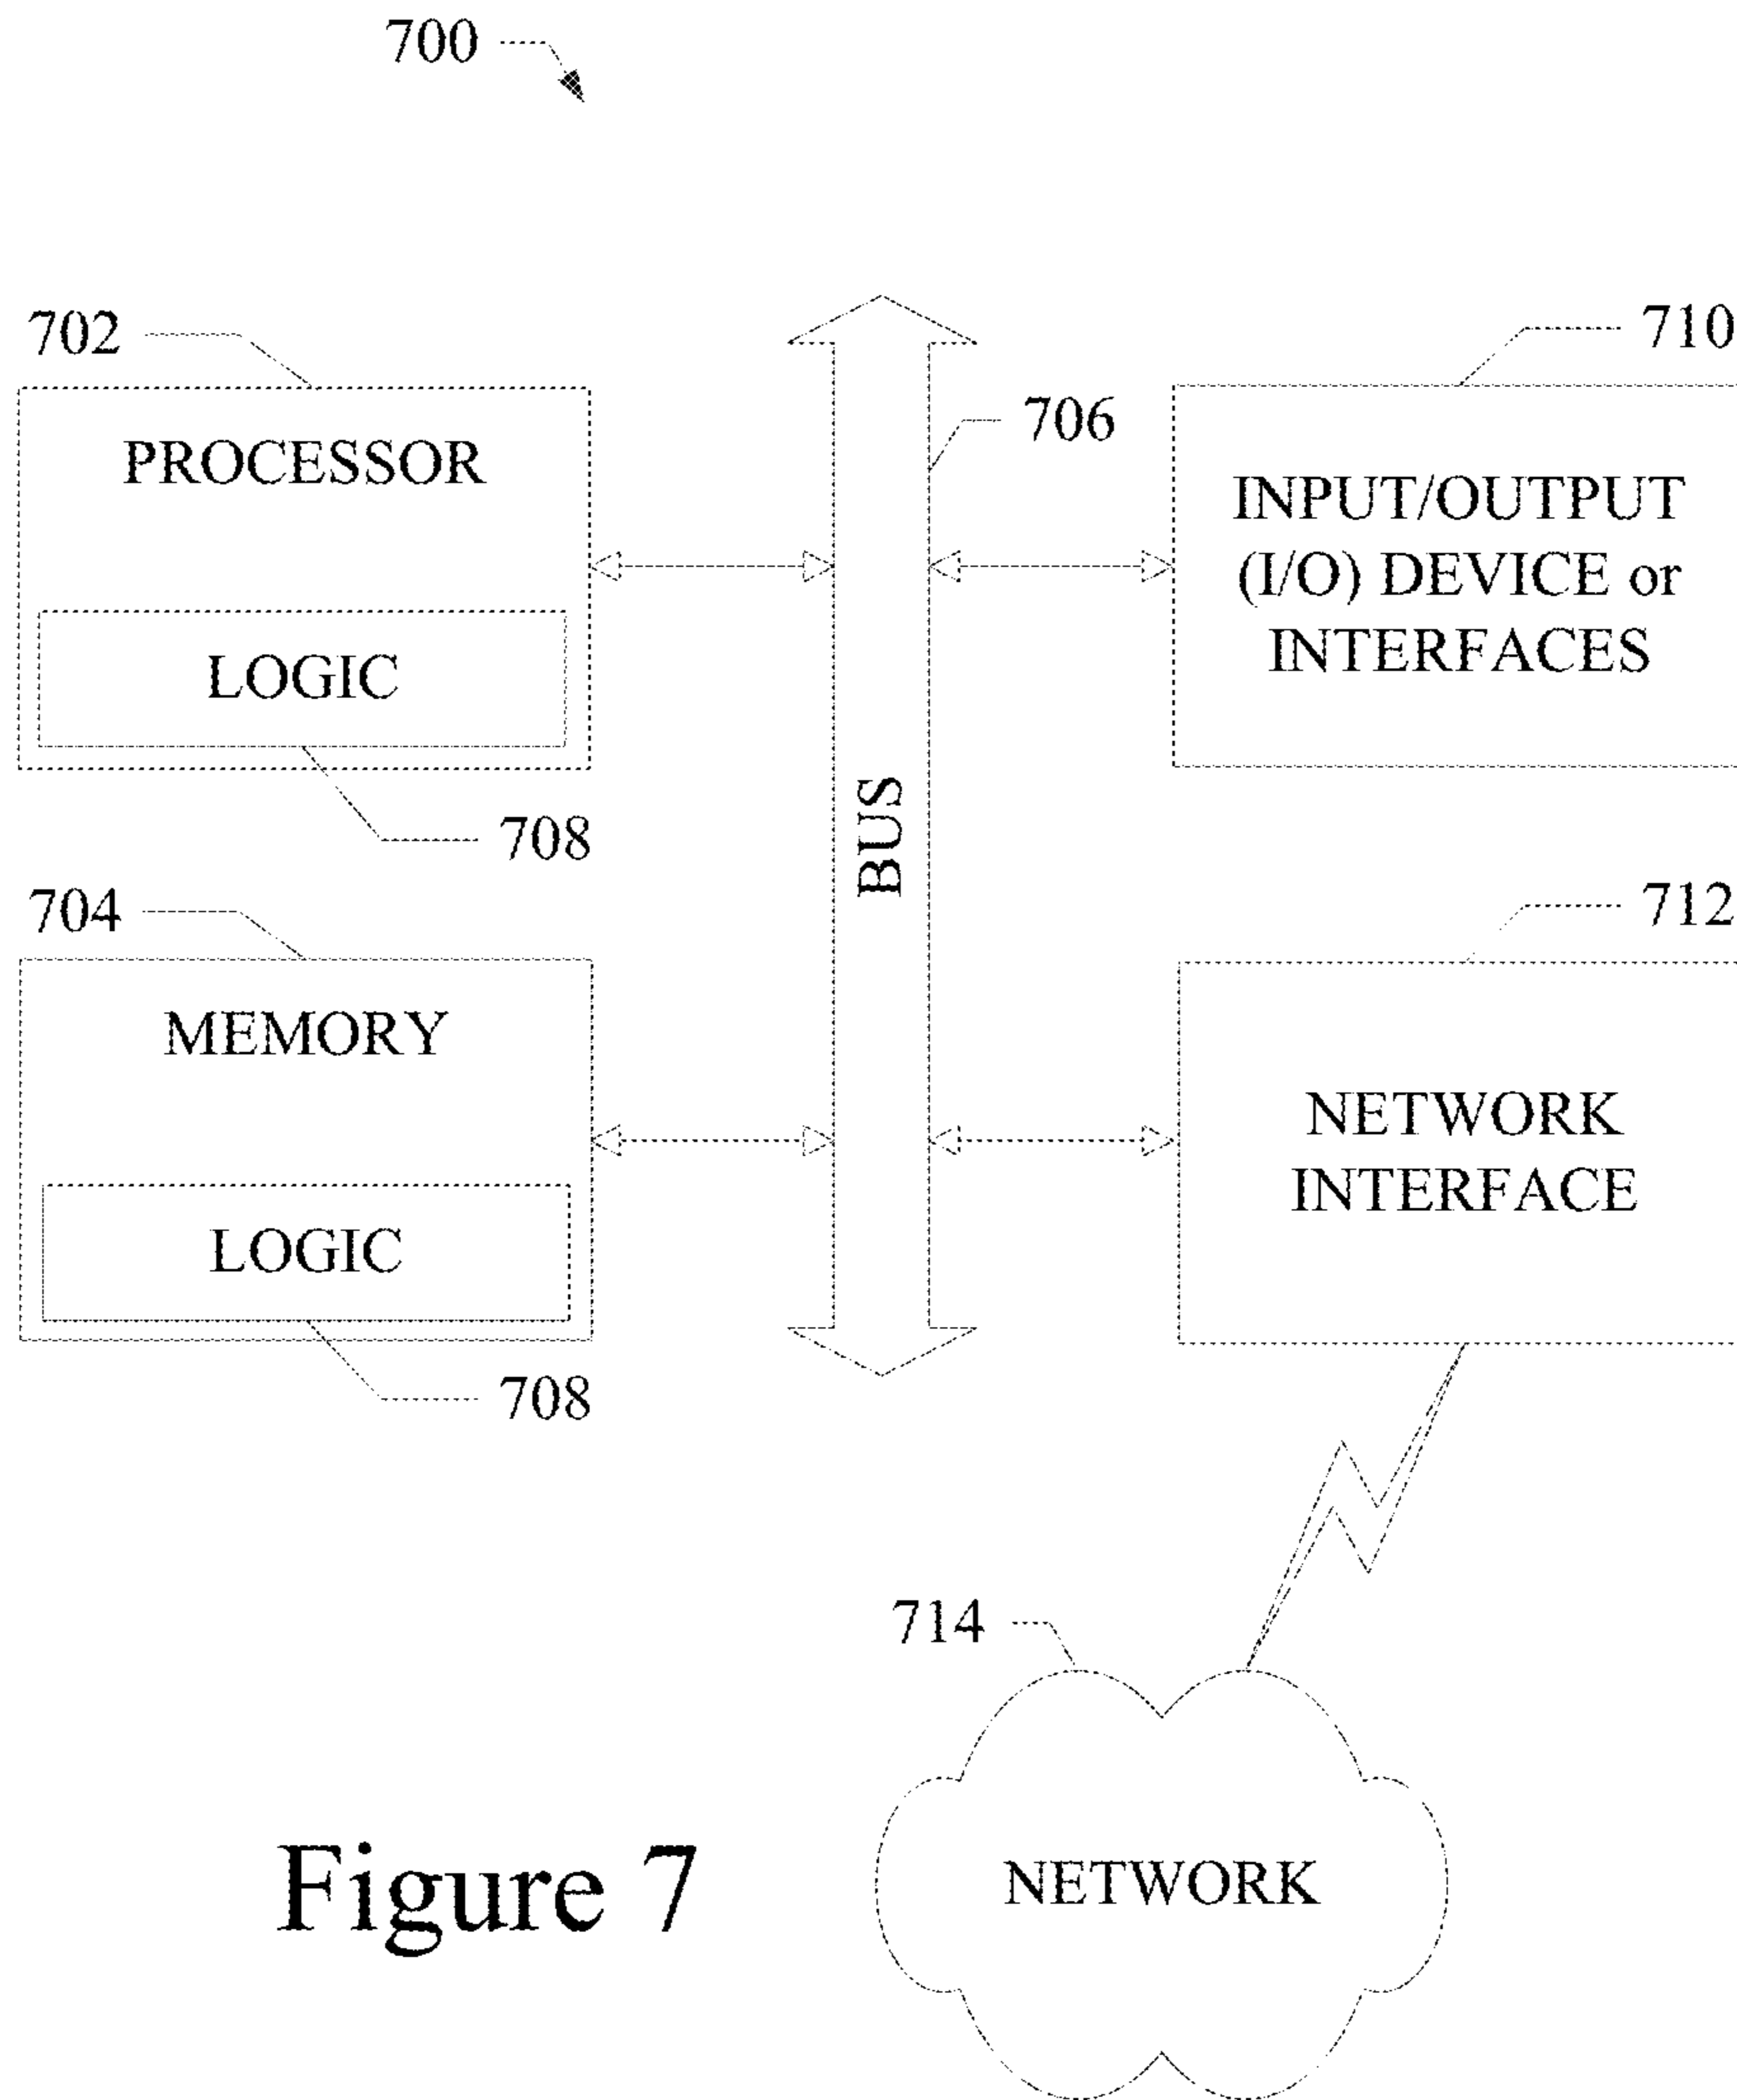 700
702
710
706
PROCESSOR
INPUT/OUTPUT
(I/O) DEVICE or
INTERFACES
LOGIC
708
BUS
704
712
MEMORY
NETWORK
INTERFACE
LOGIC
708
714
NETWORK
Figure 7